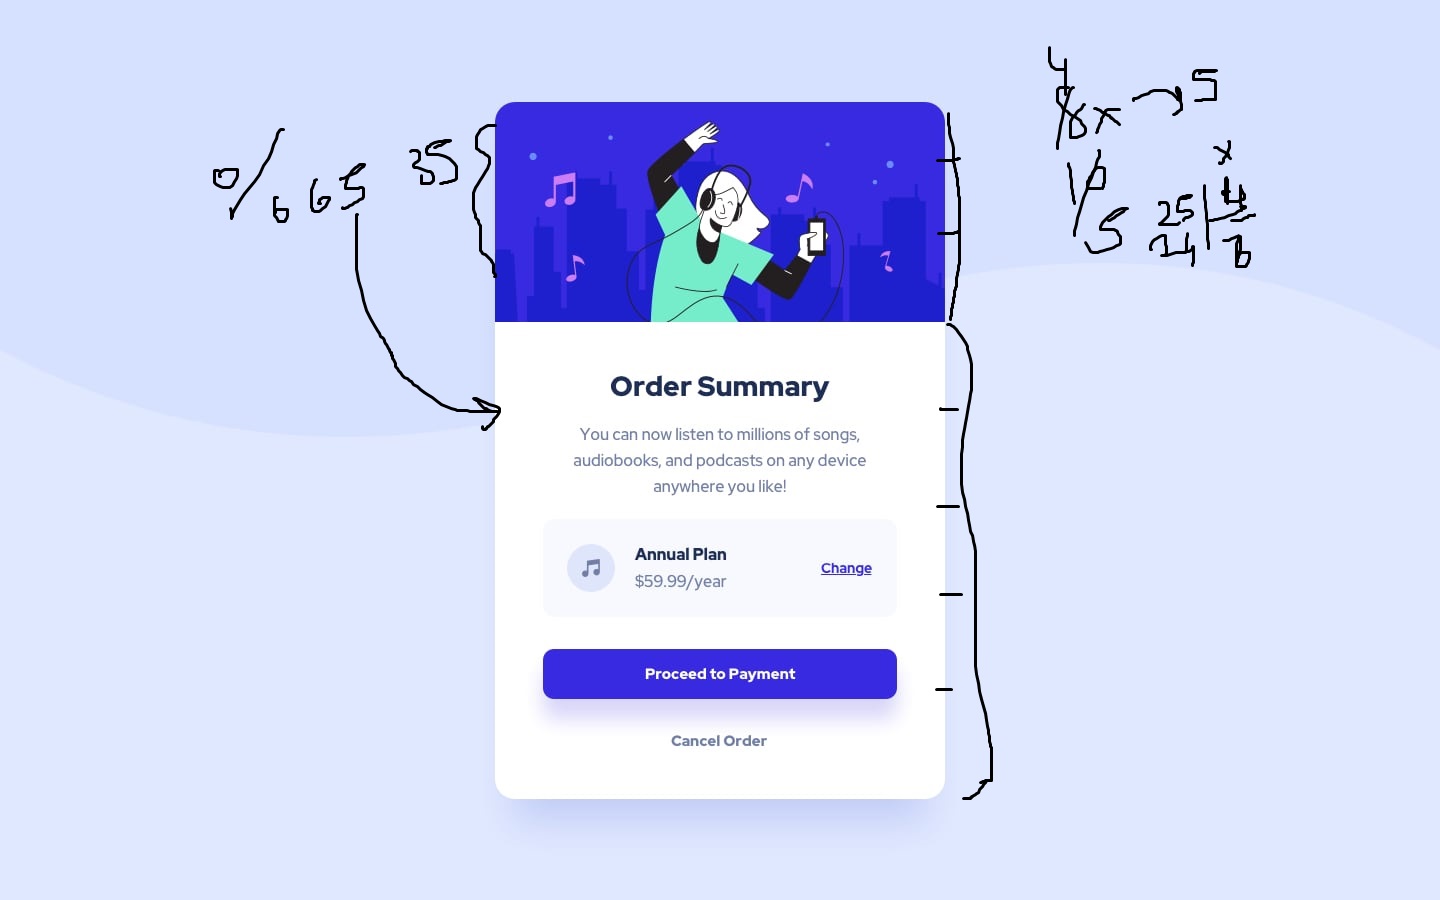 4
8x 5
% 6 65 35
10 x
5 25 4
24 6
Order Summary
You can now listen to millions of songs,
audiobooks, and podcasts on any device
anywhere you like!
Annual Plan
$59.99/year
Change
Proceed to Payment
Cancel Order